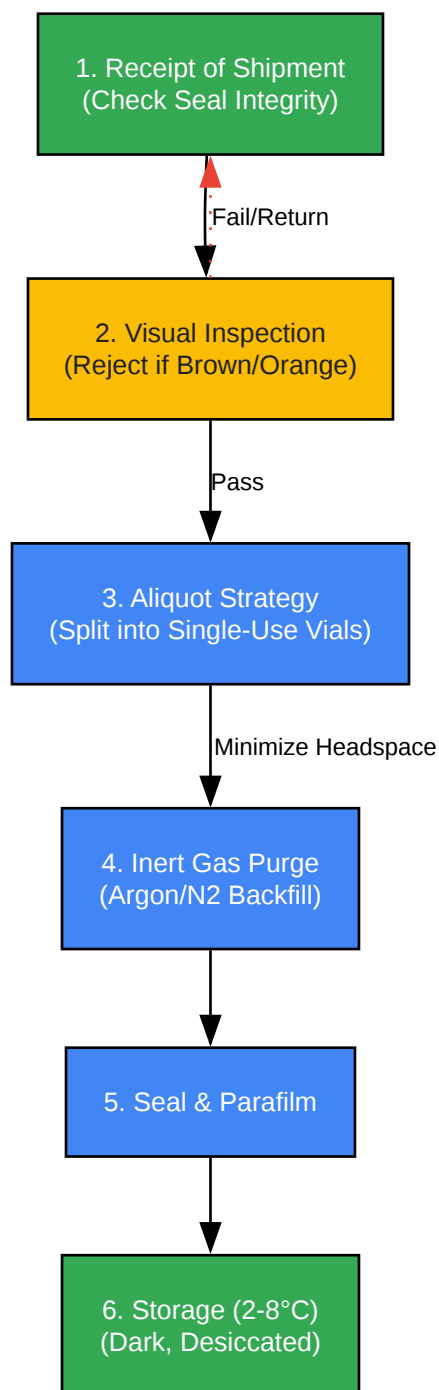 1. Receipt of Shipment
(Check Seal Integrity)
Fail/Return
2. Visual Inspection
(Reject if Brown/Orange)
Pass
3. Aliquot Strategy
(Split into Single-Use Vials)
Minimize Headspace
4. Inert Gas Purge
(Argon/N2 Backfill)
5. Seal & Parafilm
6. Storage (2-8°C)
(Dark, Desiccated)